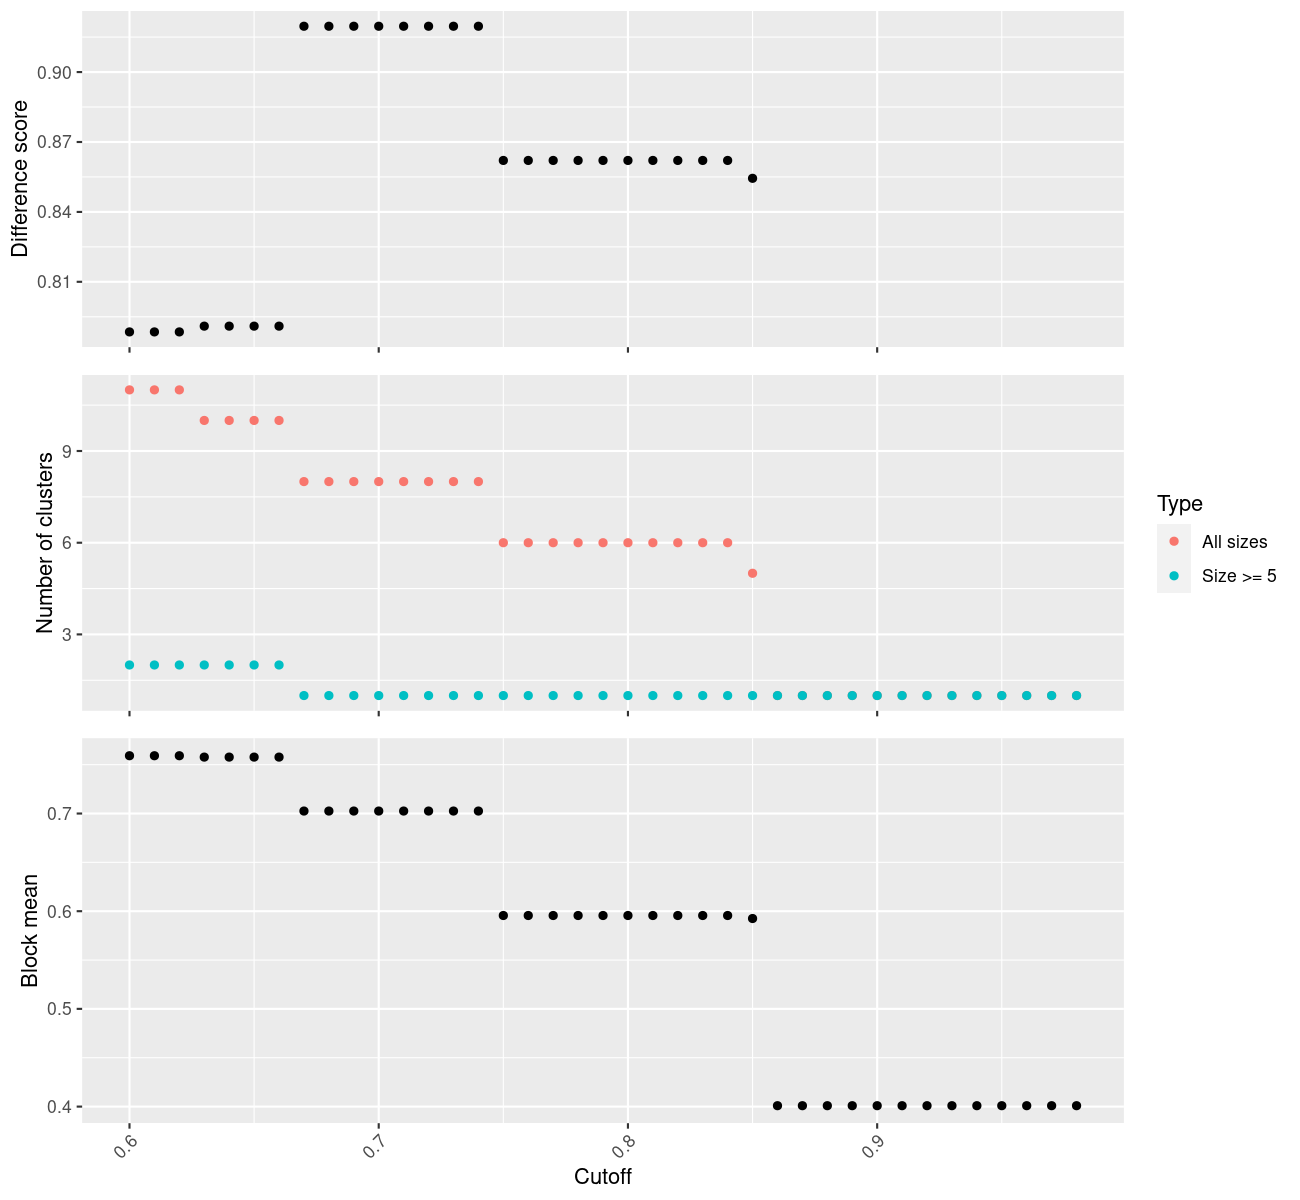 Difference score
0.90
0.87
0.84
0.81
Number of clusters
9
6
3
Type
All sizes
Size >= 5
Block mean
0.7
0.6
0.5
0.4
0.6
0.7
0.8
0.9
Cutoff